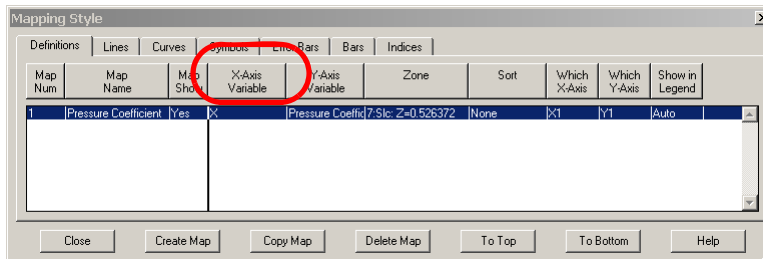 Mapping Style
Definitions Lines Curves Symbols Error Bars Bars Indices
Map Num Map Name Map Show X-Axis Variable Y-Axis Variable Zone Sort Which X-Axis Which Y-Axis Show in Legend
1 Pressure Coefficient Yes X Pressure Coeffic 7:Slc: Z=0.526372 None X1 Y1 Auto
Close Create Map Copy Map Delete Map To Top To Bottom Help